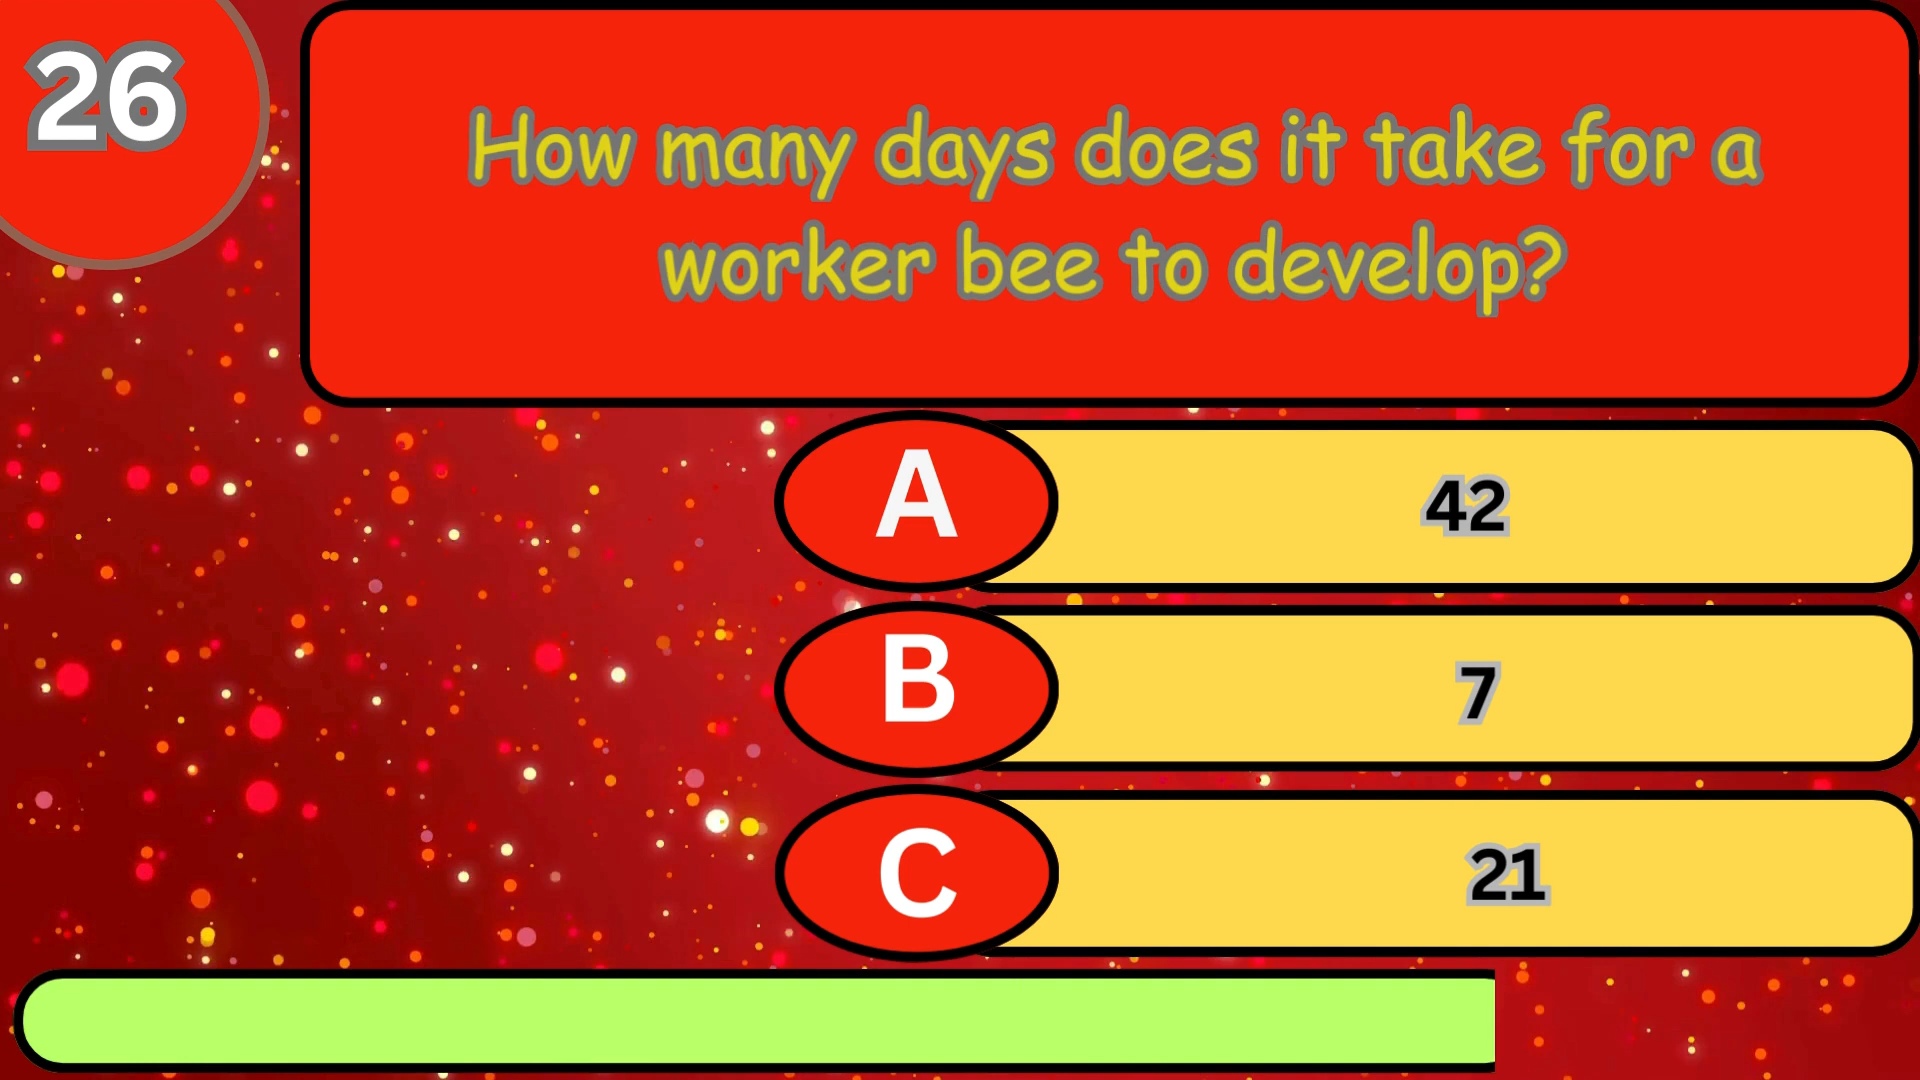 26
How many days does it take for a
worker bee to develop?
A
42
B
7
C
21